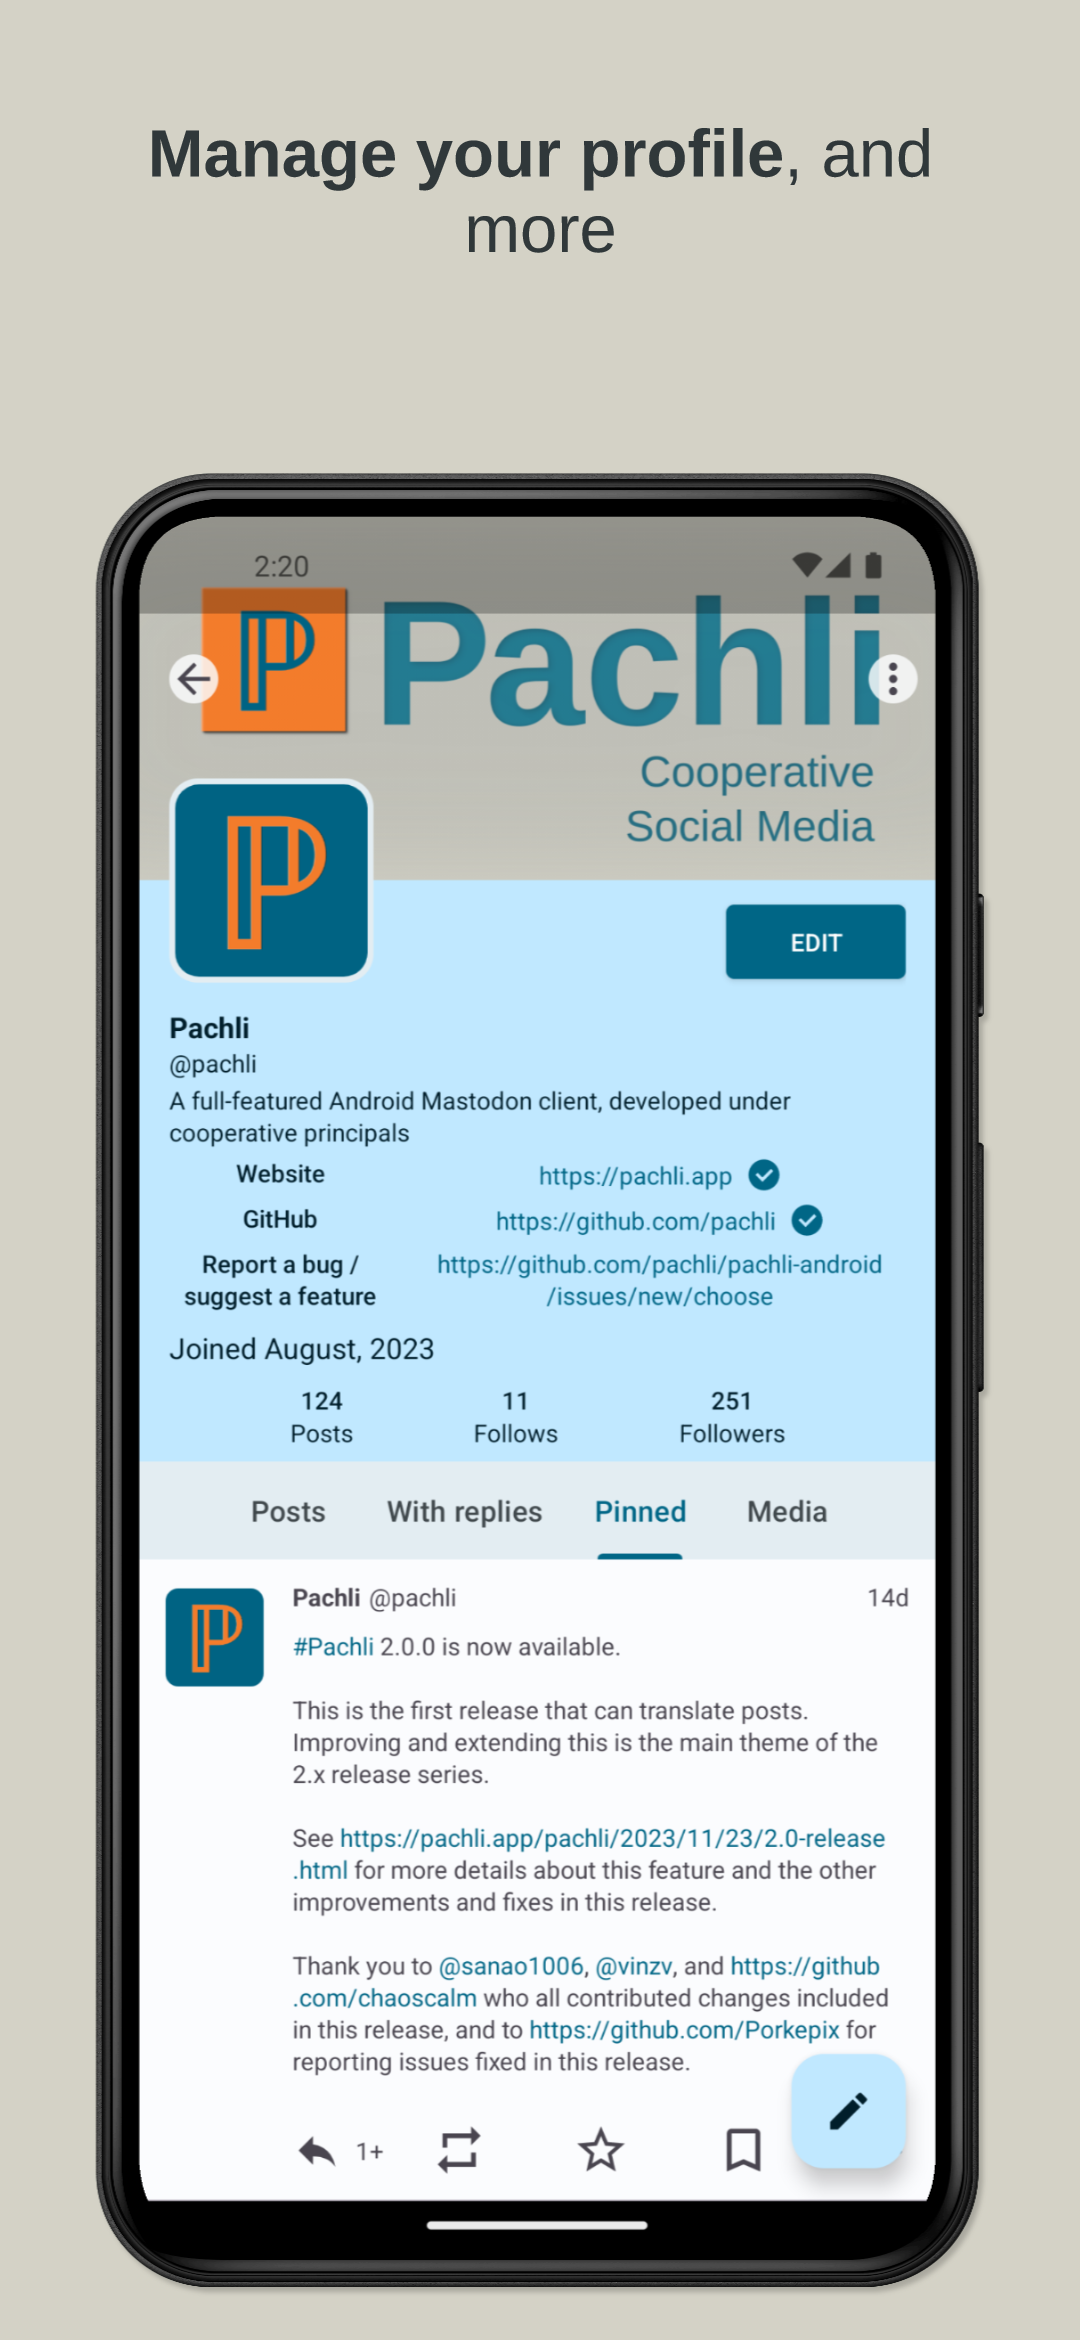 Manage your profile, and
more
2:20
P Pachli
Cooperative
Social Media
P
EDIT
Pachli
@pachli
A full-featured Android Mastodon client, developed under
cooperative principals
Website https://pachli.app
GitHub https://github.com/pachli
Report a bug / https://github.com/pachli/pachli-android
suggest a feature /issues/new/choose
Joined August, 2023
124 11 251
Posts Follows Followers
Posts With replies Pinned Media
P
Pachli @pachli 14d
#Pachli 2.0.0 is now available.
This is the first release that can translate posts.
Improving and extending this is the main theme of the
2.x release series.
See https://pachli.app/pachli/2023/11/23/2.0-release
.html for more details about this feature and the other
improvements and fixes in this release.
Thank you to @sanao1006, @vinzv, and https://github
.com/chaoscalm who all contributed changes included
in this release, and to https://github.com/Porkepix for
reporting issues fixed in this release.
1+